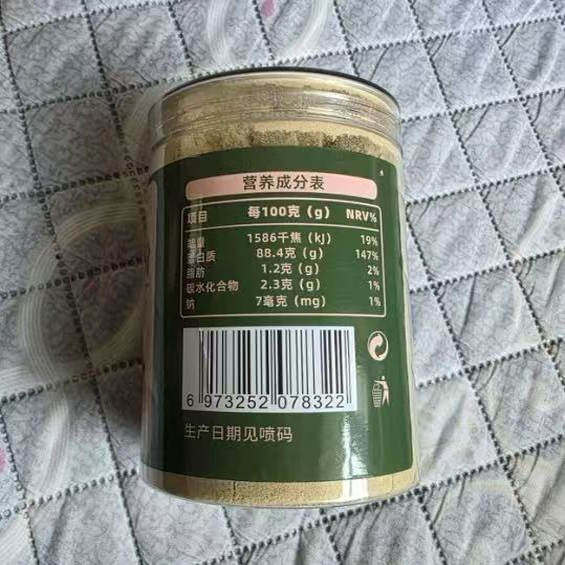 营养成分表
项目 每100克（g） NRV%
能量 1586千焦（kJ） 19%
蛋白质 88.4克（g） 147%
脂肪 1.2克（g） 2%
碳水化合物 2.3克（g） 1%
钠 7毫克（mg） 1%
6 973252 078322
生产日期见喷码